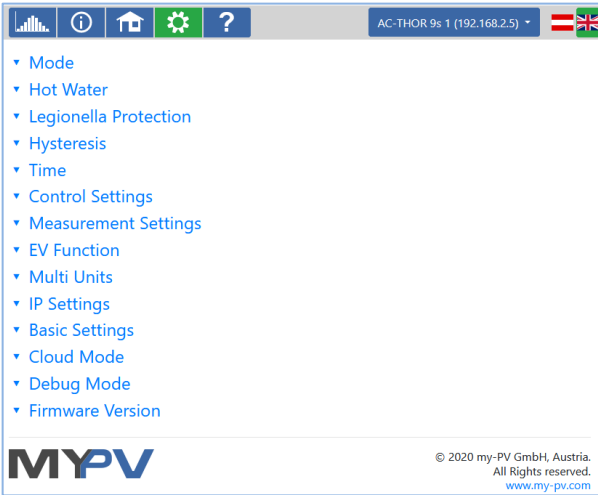 ?
AC-THOR 9s 1 (192.168.2.5)
Mode
Hot Water
Legionella Protection
Hysteresis
Time
Control Settings
Measurement Settings
EV Function
Multi Units
IP Settings
Basic Settings
Cloud Mode
Debug Mode
Firmware Version
MYPV
© 2020 my-PV GmbH, Austria.
All Rights reserved.
www.my-pv.com